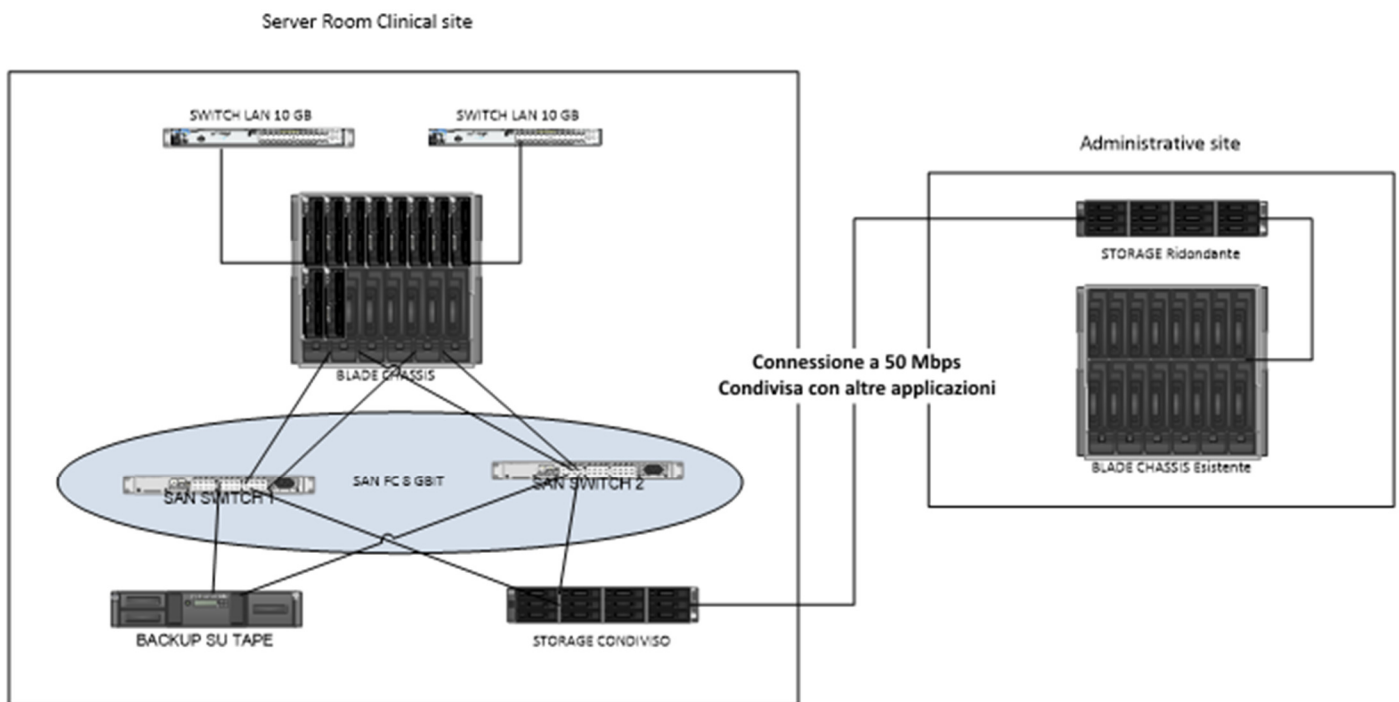 Server Room Clinical site
SWITCH LAN 10 GB
SWITCH LAN 10 GB
Administrative site
STORAGE Ridondante
Connessione a 50 Mbps
Condivisa con altre applicazioni
BLADE CHASSIS
BLADE CHASSIS Esistente
SAN SWITCH 1
SAN FC 8 GBIT
SAN SWITCH 2
BACKUP SU TAPE
STORAGE CONDIVISO